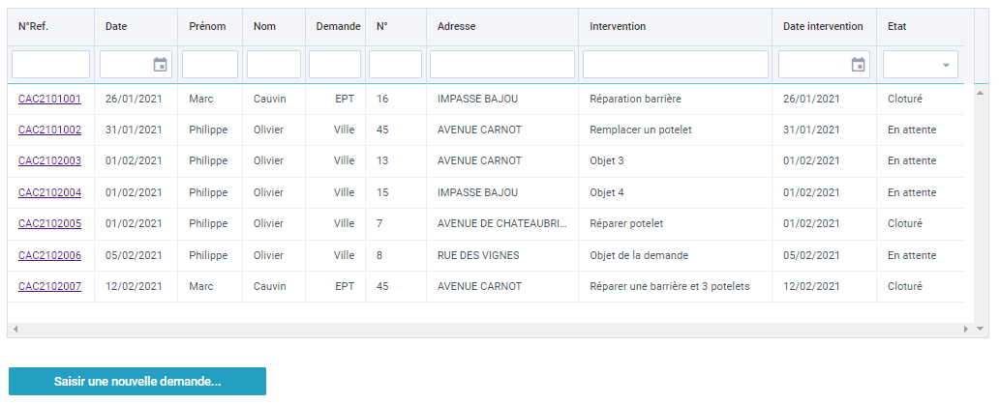 N°Ref. Date Prénom Nom Demande N° Adresse Intervention Date intervention Etat
CAC2101001 26/01/2021 Marc Cauvin EPT 16 IMPASSE BAJOU Réparation barrière 26/01/2021 Cloturé
CAC2101002 31/01/2021 Philippe Olivier Ville 45 AVENUE CARNOT Remplacer un potelet 31/01/2021 En attente
CAC2102003 01/02/2021 Philippe Olivier Ville 13 AVENUE CARNOT Objet 3 01/02/2021 En attente
CAC2102004 01/02/2021 Philippe Olivier Ville 15 IMPASSE BAJOU Objet 4 01/02/2021 En attente
CAC2102005 01/02/2021 Philippe Olivier Ville 7 AVENUE DE CHATEAUBRI... Réparer potelet 01/02/2021 Cloturé
CAC2102006 05/02/2021 Philippe Olivier Ville 8 RUE DES VIGNES Objet de la demande 05/02/2021 En attente
CAC2102007 12/02/2021 Marc Cauvin EPT 45 AVENUE CARNOT Réparer une barrière et 3 potelets 12/02/2021 Cloturé
Saisir une nouvelle demande...